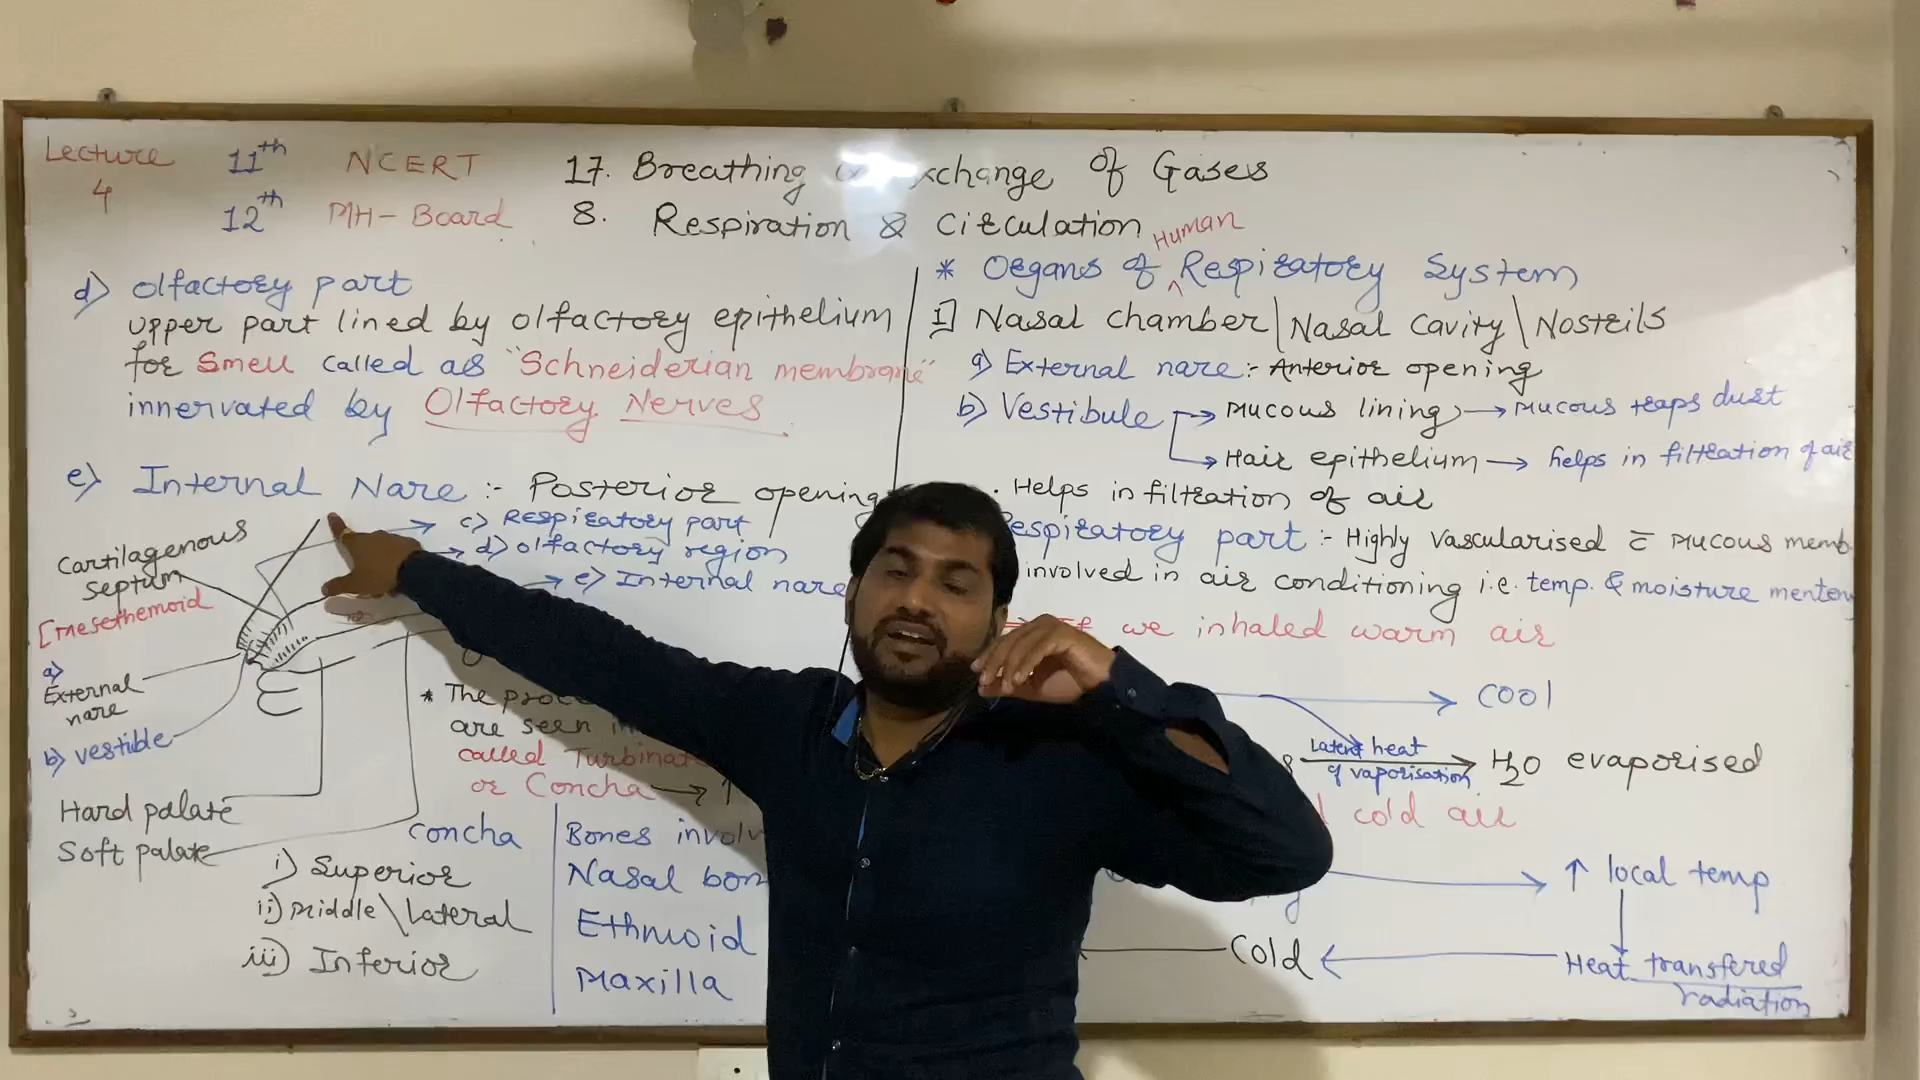 Lecture 4
11th NCERT 17. Breathing & Exchange of Gases
12th MH-Board 8. Respiration & Circulation
d) Olfactory part
upper part lined by olfactory epithelium
for smell called as "Schneiderian membrane"
innervated by Olfactory Nerves
e) Internal Nare :- Posterior opening
c) Respiratory part
d) olfactory region
e) Internal nare
Cartilagenous
septum
[mesethemoid
a)
External
nare
b) vestible
Hard palate
Soft palate
* The
are seen
called
or Concha → ↑
Concha
Bones
i) Superior
Nasal
ii) Middle\lateral
Ethmoid
iii) Inferior
Maxilla
* Organs of Human Respiratory System
I] Nasal chamber|Nasal cavity\Nostrils
a) External nare :- Anterior opening
b) Vestibule → Mucous lining → Mucous traps dust
→ Hair epithelium → helps in filtration of air
. Helps in filtration of air
Respiratory part :- Highly vascularised c̄ Mucous memb
involved in air conditioning i.e. temp. & moisture menten
we inhaled warm air
→ cool
Latent heat
of vaporisation
H2O evaporised
cold air
↑ local temp
Cold ← Heat transfered
radiation